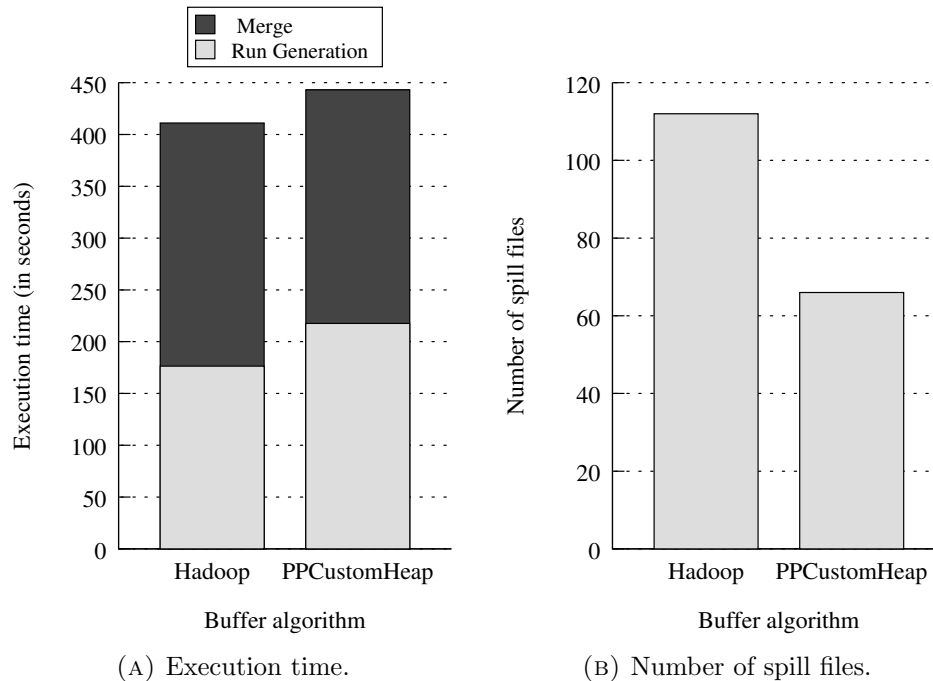 Merge
Run Generation
450
400
350
300
250
200
150
100
50
0
Execution time (in seconds)
Hadoop PPCustomHeap
Buffer algorithm
(A) Execution time.
120
100
80
60
40
20
0
Number of spill files
Hadoop PPCustomHeap
Buffer algorithm
(B) Number of spill files.